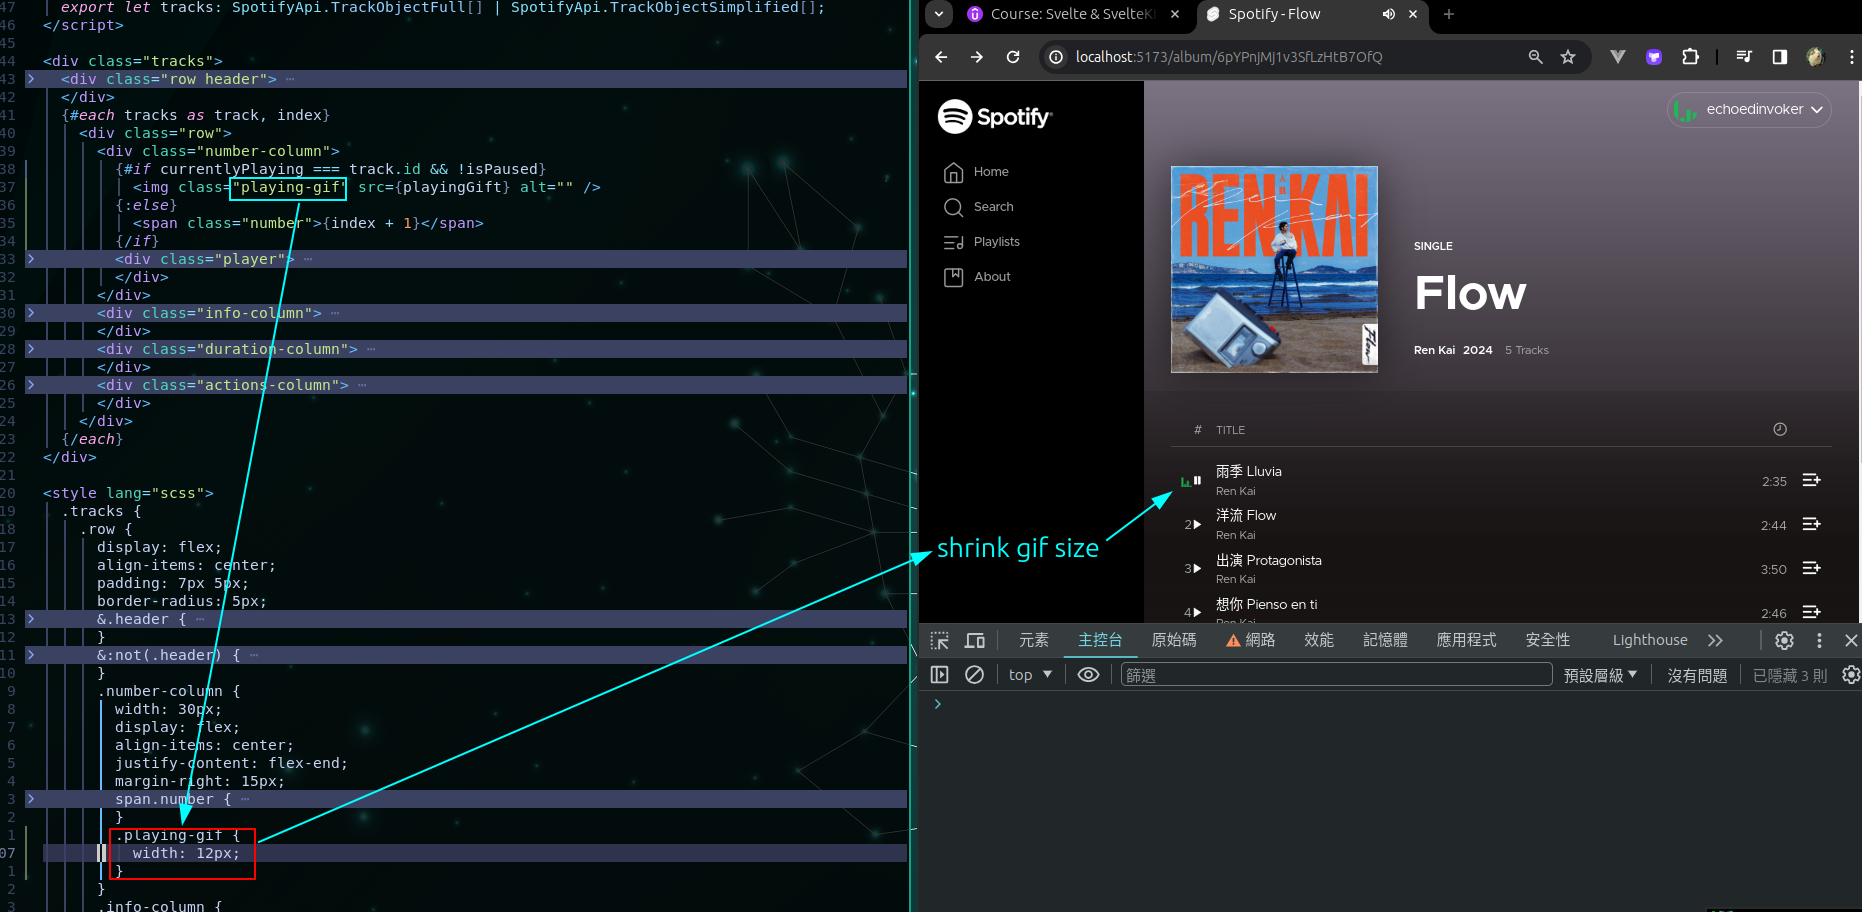 47 export let tracks: SpotifyApi.TrackObjectFull[] | SpotifyApi.TrackObjectSimplified[];
46 </script>
45
44 <div class="tracks">
43 > <div class="row header"> ⋯
42 </div>
41 {#each tracks as track, index}
40 <div class="row">
39 <div class="number-column">
38 {#if currentlyPlaying === track.id && !isPaused}
37 <img class="playing-gif" src={playingGift} alt="" />
36 {:else}
35 <span class="number">{index + 1}</span>
34 {/if}
33 > <div class="player"> ⋯
32 </div>
31 </div>
30 > <div class="info-column"> ⋯
29 </div>
28 > <div class="duration-column"> ⋯
27 </div>
26 > <div class="actions-column"> ⋯
25 </div>
24 </div>
23 {/each}
22 </div>
21
20 <style lang="scss">
19 .tracks {
18 .row {
17 display: flex;
16 align-items: center;
15 padding: 7px 5px;
14 border-radius: 5px;
13 > &.header { ⋯
12 }
11 > &:not(.header) { ⋯
10 }
9 .number-column {
8 width: 30px;
7 display: flex;
6 align-items: center;
5 justify-content: flex-end;
4 margin-right: 15px;
3 > span.number { ⋯
2 }
1 .playing-gif {
07 width: 12px;
1 }
2 }
3 .info-column {
shrink gif size
Course: Svelte & SvelteK
Spotify - Flow
localhost:5173/album/6pYPnJMJ1v3SfLzHtB7OfQ
Spotify
Home
Search
Playlists
About
echoedinvoker
REN KAI
SINGLE
Flow
Ren Kai 2024 5 Tracks
# TITLE
雨季 Lluvia
Ren Kai
2:35
2 洋流 Flow
Ren Kai
2:44
3 出演 Protagonista
Ren Kai
3:50
4 想你 Pienso en ti
Ren Kai
2:46
元素 主控台 原始碼 網路 效能 記憶體 應用程式 安全性 Lighthouse
top 篩選 預設層級 沒有問題 已隱藏 3 則
>